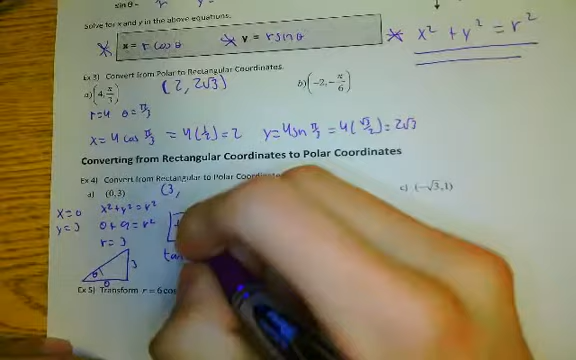 sin θ =
Solve for x and y in the above equations.
x = r cos θ y = r sin θ x² + y² = r²
Ex 3) Convert from Polar to Rectangular Coordinates.
a) (4, π/3) (2, 2√3) b) (-2, -π/6)
r=4 θ = π/3
x = 4 cos π/3 = 4(1/2) = 2 y = 4 sin π/3 = 4(√3/2) = 2√3
Converting from Rectangular Coordinates to Polar Coordinates
Ex 4) Convert from Rectangular to Polar Coordinates
a) (0,3) (3, c) (-√3,1)
x=0 x²+y²=r²
y=3 0+9=r²
r=3
θ 3
0
tan
Ex 5) Transform r = 6cos